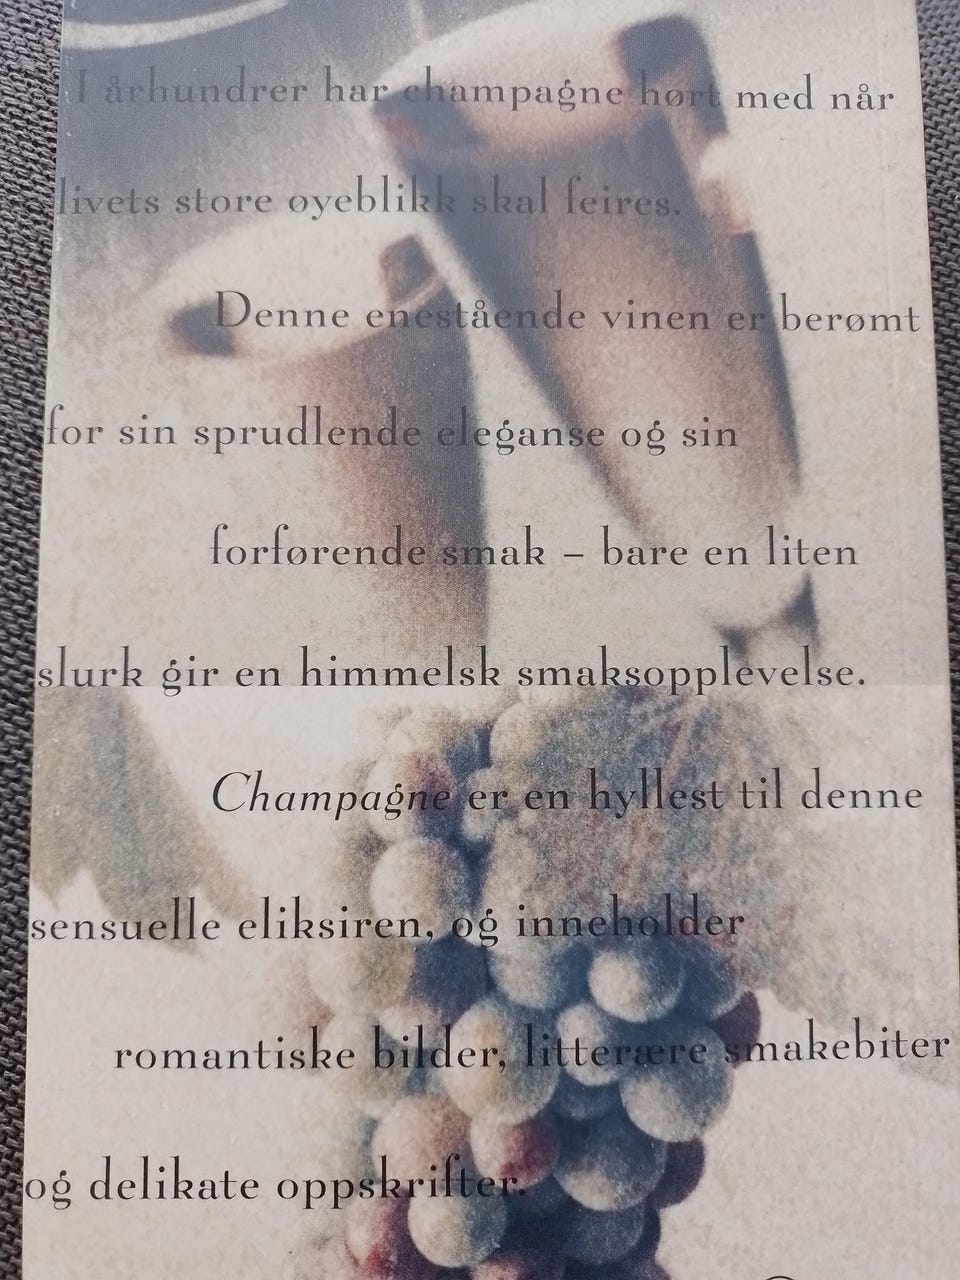 I århundrer har champagne hørt med når
livets store øyeblikk skal feires.
Denne enestående vinen er berømt
for sin sprudlende eleganse og sin
forførende smak – bare en liten
slurk gir en himmelsk smaksopplevelse.
Champagne er en hyllest til denne
sensuelle eliksiren, og inneholder
romantiske bilder, litterære smakebiter
og delikate oppskrifter.